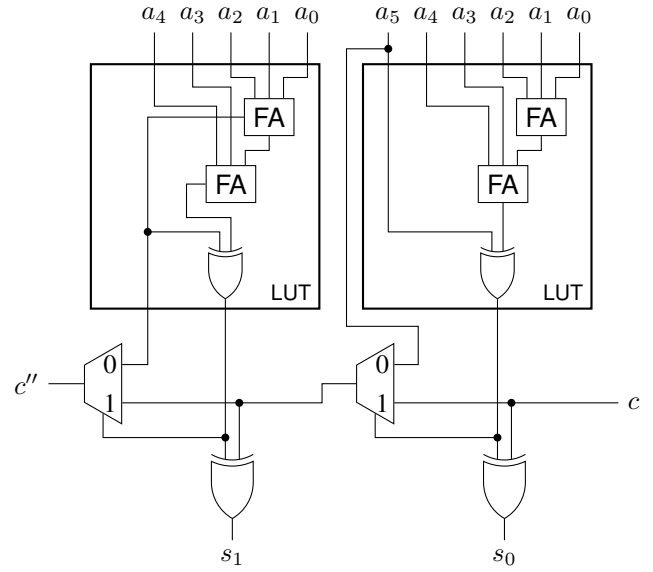 a₄ a₃ a₂ a₁ a₀ a₅ a₄ a₃ a₂ a₁ a₀
FA FA
FA FA
LUT LUT
0 0
c″
1 1 c
s₁ s₀